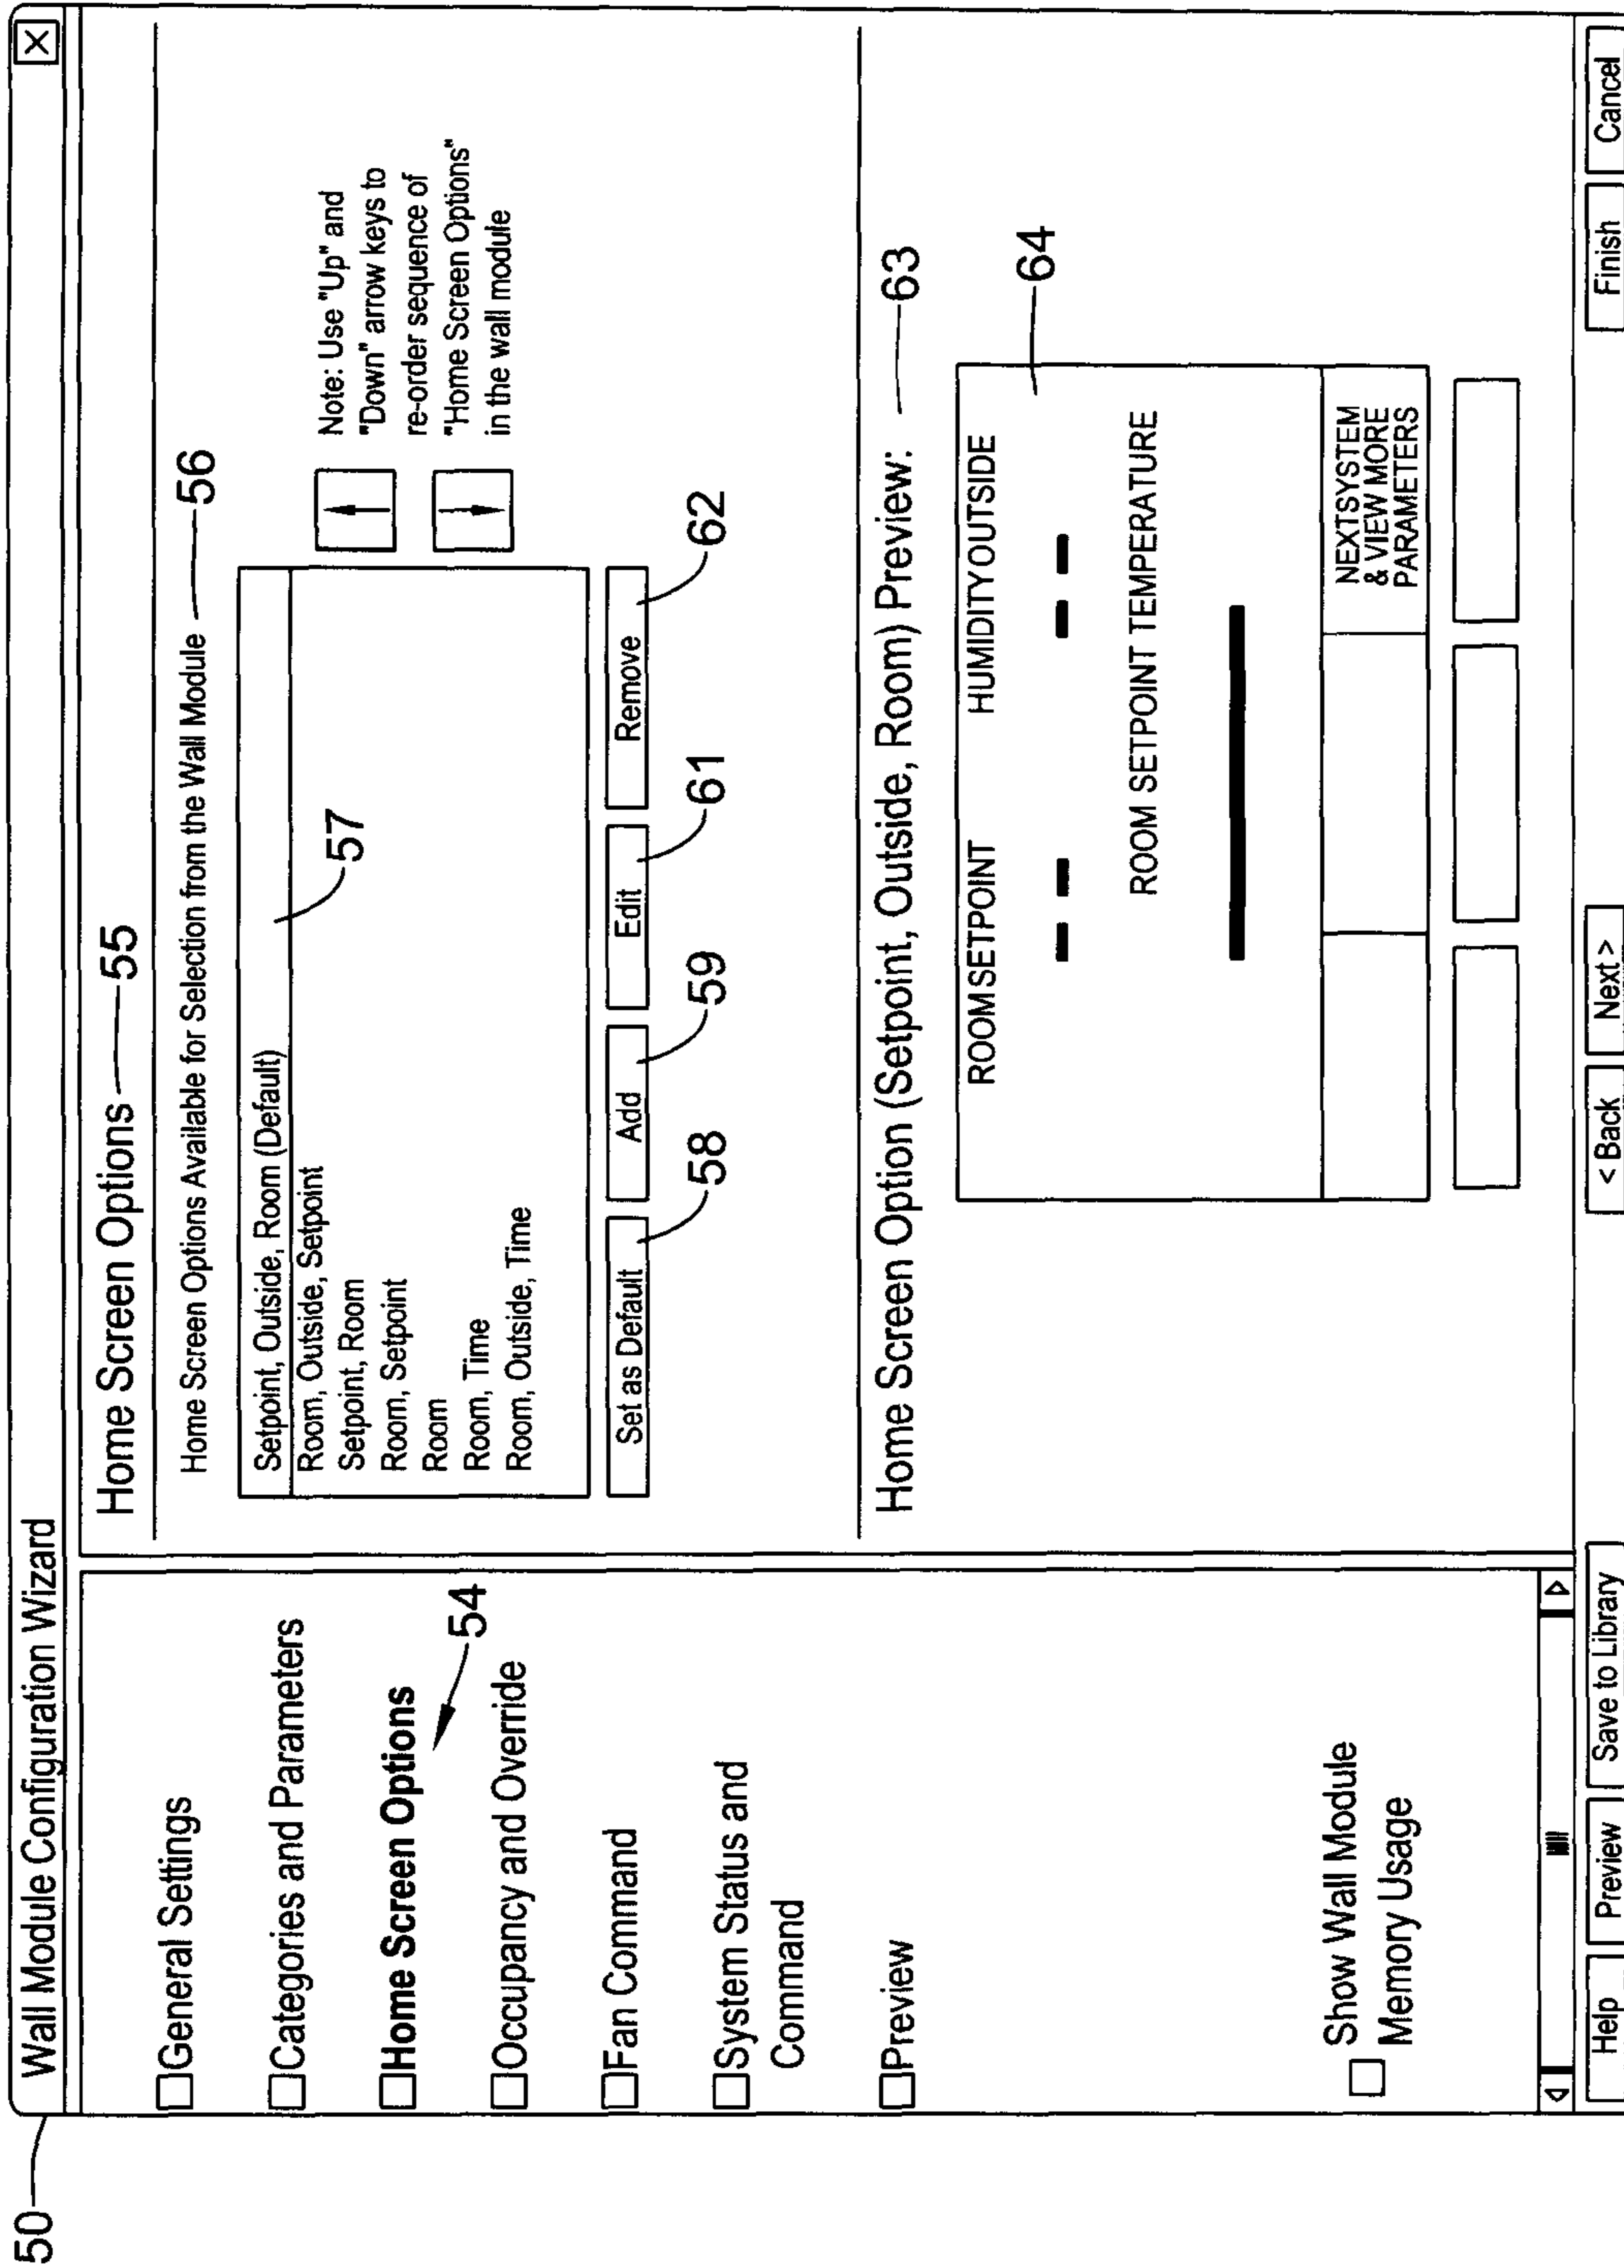 50
Wall Module Configuration Wizard
X
General Settings
Categories and Parameters
Home Screen Options
54
Occupancy and Override
Fan Command
System Status and
Command
Preview
Show Wall Module
Memory Usage
Home Screen Options 55
Home Screen Options Available for Selection from the Wall Module 56
Setpoint, Outside, Room (Default)
57
Room, Outside, Setpoint
Setpoint, Room
Room, Setpoint
Room
Room, Time
Room, Outside, Time
Note: Use "Up" and
"Down" arrow keys to
re-order sequence of
"Home Screen Options"
in the wall module
Set as Default Add Edit Remove
58 59 61 62
Home Screen Option (Setpoint, Outside, Room) Preview: 63
ROOMSETPOINT HUMIDITYOUTSIDE
64
ROOM SETPOINT TEMPERATURE
NEXTSYSTEM
& VIEW MORE
PARAMETERS
Help Preview Save to Library < Back Next > Finish Cancel